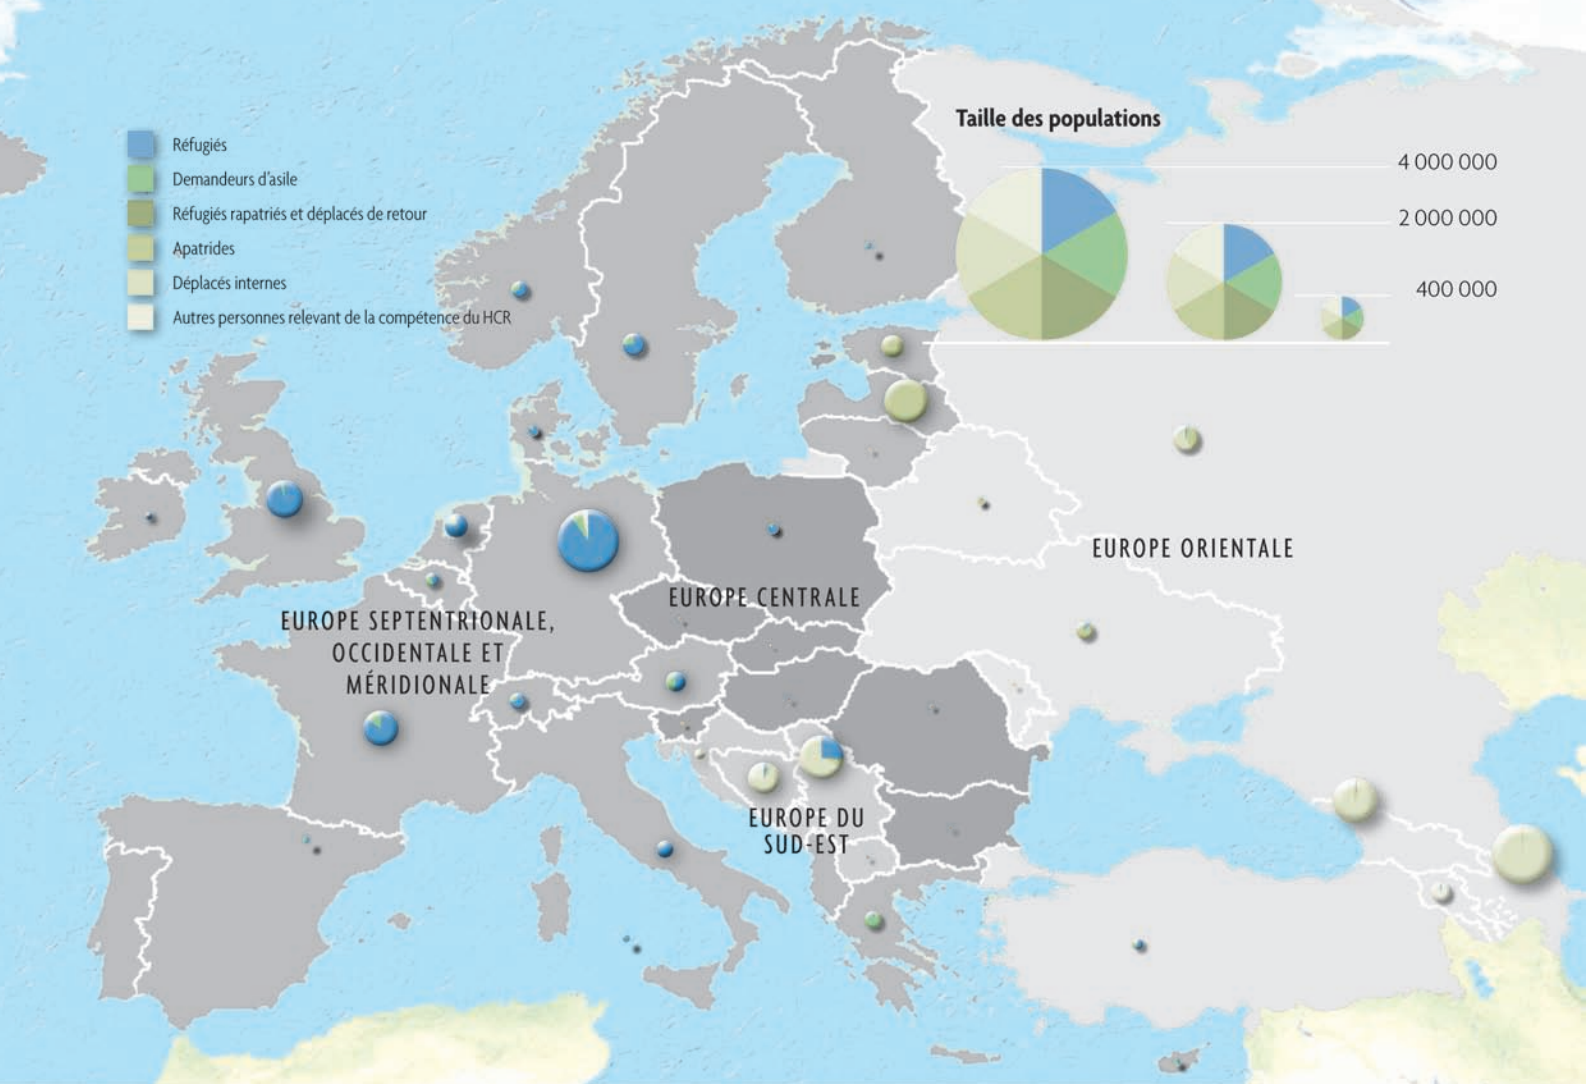 Réfugiés
Demandeurs d'asile
Réfugiés rapatriés et déplacés de retour
Apatrides
Déplacés internes
Autres personnes relevant de la compétence du HCR
Taille des populations
4 000 000
2 000 000
400 000
EUROPE ORIENTALE
EUROPE CENTRALE
EUROPE SEPTENTRIONALE,
OCCIDENTALE ET
MÉRIDIONALE
EUROPE DU
SUD-EST